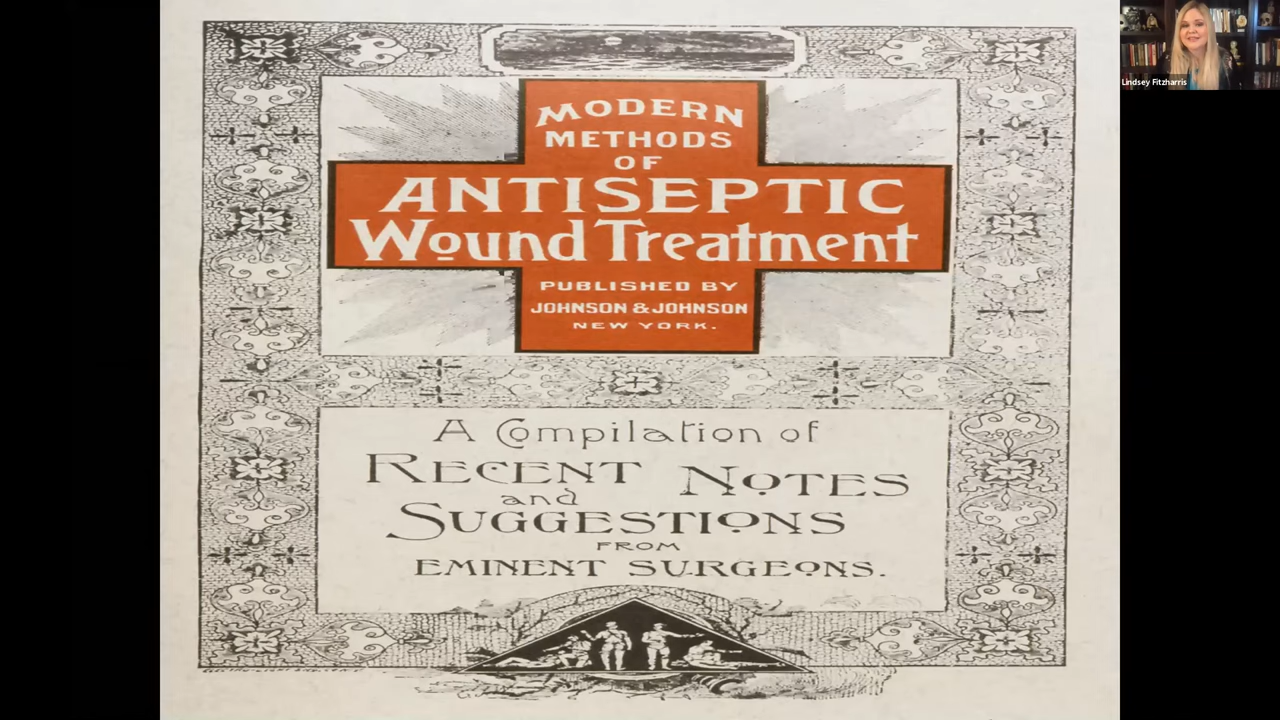 MODERN
METHODS
OF
ANTISEPTIC
Wound Treatment
PUBLISHED BY
JOHNSON & JOHNSON
NEW YORK.
A Compilation of
RECENT NOTES
and
SUGGESTIONS
FROM
EMINENT SURGEONS.
Lindsey Fitzharris